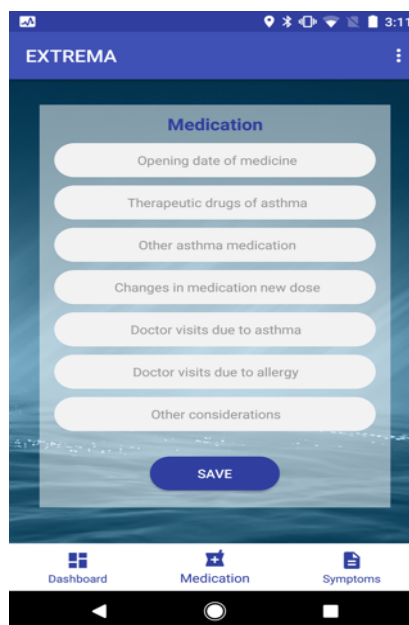 3:11
EXTREMA
Medication
Opening date of medicine
Therapeutic drugs of asthma
Other asthma medication
Changes in medication new dose
Doctor visits due to asthma
Doctor visits due to allergy
Other considerations
SAVE
Dashboard
Medication
Symptoms